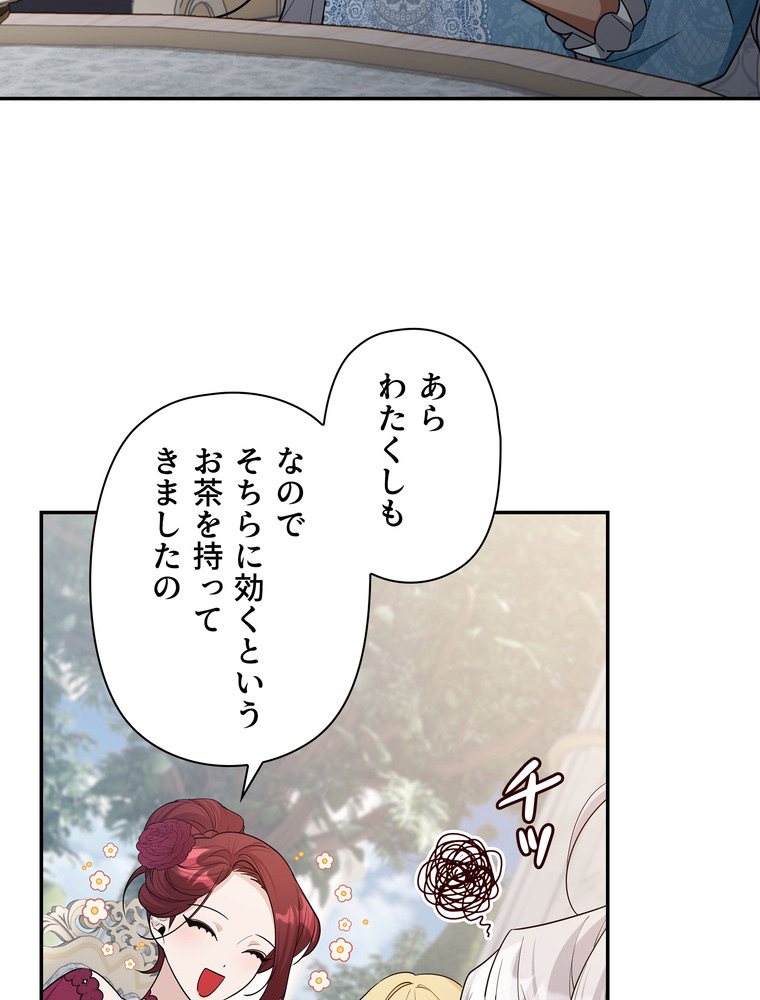 あら
わたくしも
なので
そちらに効くという
お茶を持って
きましたの
チッ